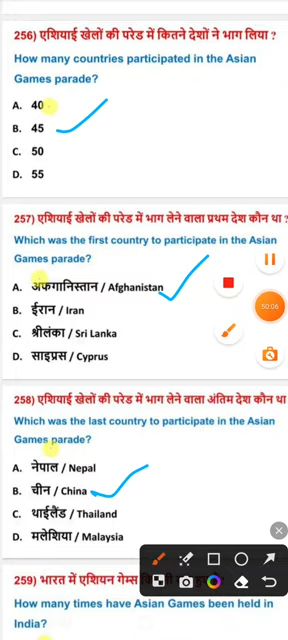 256) एशियाई खेलों की परेड में कितने देशों ने भाग लिया ?
How many countries participated in the Asian
Games parade?
A. 40
B. 45
C. 50
D. 55
257) एशियाई खेलों की परेड में भाग लेने वाला प्रथम देश कौन था ?
Which was the first country to participate in the Asian
Games parade?
A. अफगानिस्तान / Afghanistan
B. ईरान / Iran
C. श्रीलंका / Sri Lanka
D. साइप्रस / Cyprus
50:06
258) एशियाई खेलों की परेड में भाग लेने वाला अंतिम देश कौन था
Which was the last country to participate in the Asian
Games parade?
A. नेपाल / Nepal
B. चीन / China
C. थाईलैंड / Thailand
D. मलेशिया / Malaysia
259) भारत में एशियन गेम्स
How many times have Asian Games been held in
India?